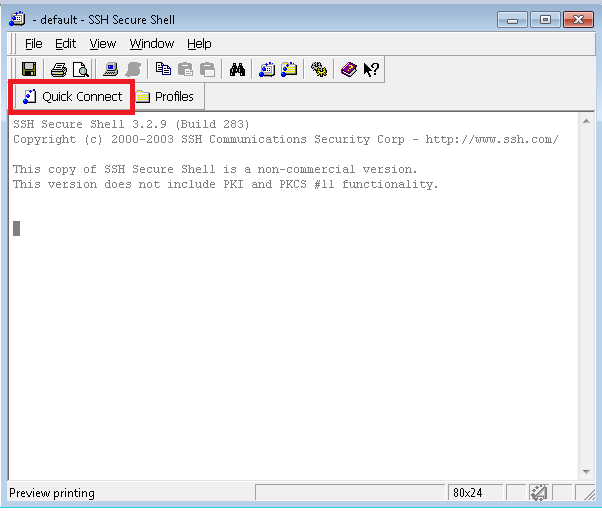 - default - SSH Secure Shell
File Edit View Window Help
Quick Connect Profiles
SSH Secure Shell 3.2.9 (Build 283)
Copyright (c) 2000-2003 SSH Communications Security Corp - http://www.ssh.com/
This copy of SSH Secure Shell is a non-commercial version.
This version does not include PKI and PKCS #11 functionality.
Preview printing 80x24